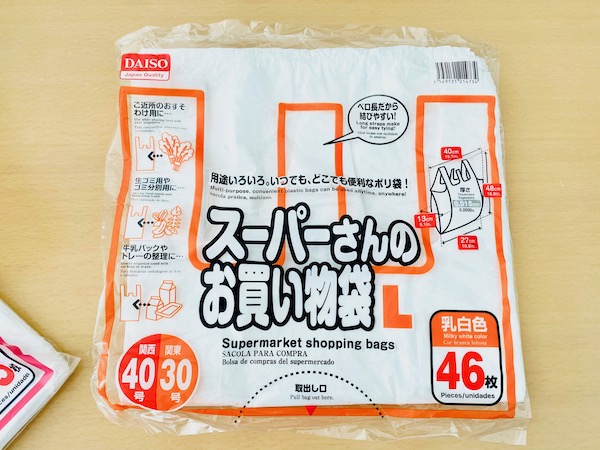 DAISO
Japan Quality
ご近所のおすそ
わけ用に…
生ゴミ用や
ゴミ分別用に…
牛乳パックや
トレーの整理に…
ベロ長だから
結びやすい!
Long straps make
for easy tying!
用途いろいろ。いつでも、どこでも便利なポリ袋!
Multi-purpose, convenient plastic bags can be used anytime, anywhere!
スーパーさんの
お買い物袋 L
Supermarket shopping bags
SACOLA PARA COMPRA
Bolsa de compras del supermercado
関西
40
号
関東
30
号
取出し口
Pull bag out here.
40cm
48cm
厚さ
13cm
27cm
乳白色
Milky white color
46枚
Pieces/unidades
枚
/unidades